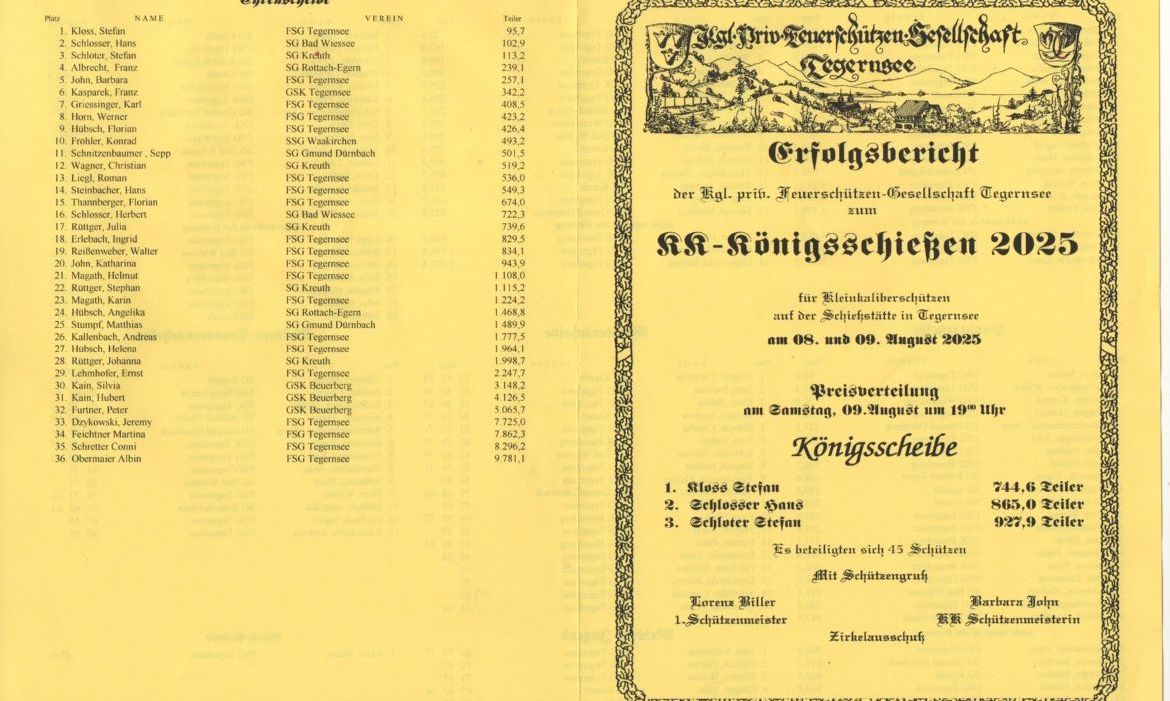 Ehrenscheibe
Platz NAME VEREIN Teiler
1. Kloss, Stefan FSG Tegernsee 95,7
2. Schlosser, Hans SG Bad Wiessee 102,9
3. Schloter, Stefan SG Kreuth 113,2
4. Albrecht, Franz SG Rottach-Egern 239,1
5. John, Barbara FSG Tegernsee 257,1
6. Kasparek, Franz GSK Tegernsee 342,2
7. Griessinger, Karl FSG Tegernsee 408,5
8. Horn, Werner FSG Tegernsee 423,2
9. Hübsch, Florian FSG Tegernsee 426,4
10. Fröhler, Konrad SSG Waakirchen 493,2
11. Schnitzenbaumer , Sepp SG Gmund Dürnbach 501,5
12. Wagner, Christian SG Kreuth 519,2
13. Liegl, Roman FSG Tegernsee 536,0
14. Steinbacher, Hans FSG Tegernsee 549,3
15. Thannberger, Florian FSG Tegernsee 674,0
16. Schlosser, Herbert SG Bad Wiessee 722,3
17. Rüttger, Julia SG Kreuth 739,6
18. Erlebach, Ingrid FSG Tegernsee 829,5
19. Reißenweber, Walter FSG Tegernsee 834,1
20. John, Katharina FSG Tegernsee 943,9
21. Magath, Helmut FSG Tegernsee 1 108,0
22. Rüttger, Stephan SG Kreuth 1 115,2
23. Magath, Karin FSG Tegernsee 1 224,2
24. Hübsch, Angelika SG Rottach-Egern 1 468,8
25. Stumpf, Matthias SG Gmund Dürnbach 1 489,9
26. Kallenbach, Andreas FSG Tegernsee 1 777,5
27. Hübsch, Helena FSG Tegernsee 1 964,1
28. Rüttger, Johanna SG Kreuth 1 998,7
29. Lehmhofer, Ernst FSG Tegernsee 2 247,7
30. Kain, Silvia GSK Beuerberg 3 148,2
31. Kain, Hubert GSK Beuerberg 4 126,5
32. Furtner, Peter GSK Beuerberg 5 065,7
33. Dzykowski, Jeremy FSG Tegernsee 7 725,0
34. Feichtner Martina FSG Tegernsee 7 862,3
35. Schretter Conni FSG Tegernsee 8 296,2
36. Obermaier Albin FSG Tegernsee 9 781,1
Kgl. Priv. Feuerschützen-Gesellschaft
Tegernsee
Erfolgsbericht
der Kgl. priv. Feuerschützen-Gesellschaft Tegernsee
zum
KK-Königsschießen 2025
für Kleinkaliberschützen
auf der Schießstätte in Tegernsee
am 08. und 09. August 2025
Preisverteilung
am Samstag, 09.August um 19⁰⁰ Uhr
Königsscheibe
1. Kloss Stefan 744,6 Teiler
2. Schlosser Hans 865,0 Teiler
3. Schloter Stefan 927,9 Teiler
Es beteiligten sich 45 Schützen
Mit Schützengruß
Lorenz Biller Barbara John
1.Schützenmeister KK Schützenmeisterin
Zirkelausschuß